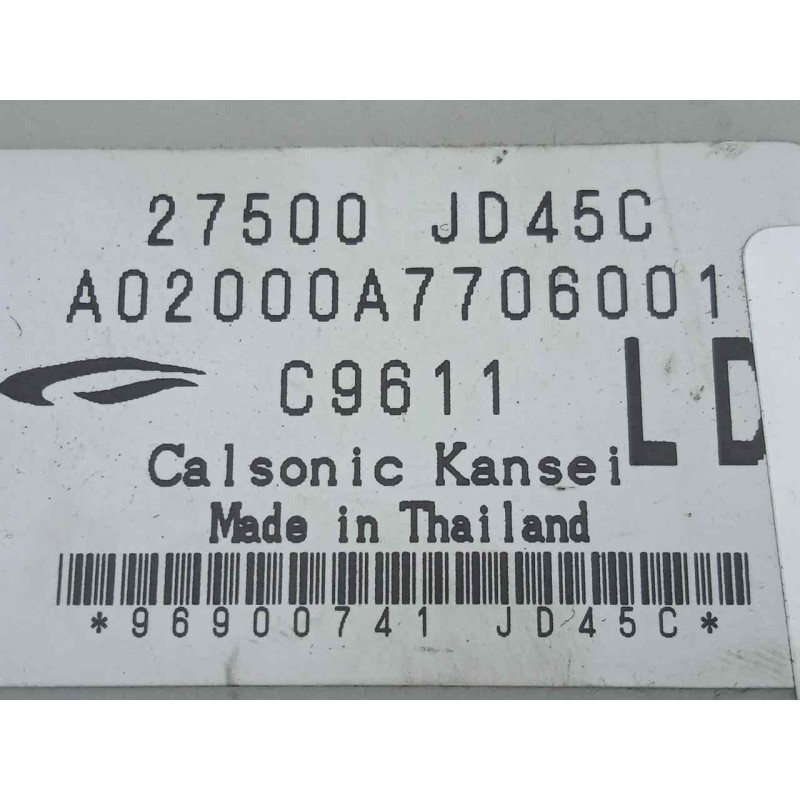 27500 JD45C
A02000A7706001
C9611
LD
Calsonic Kansei
Made in Thailand
*96900741 JD45C*